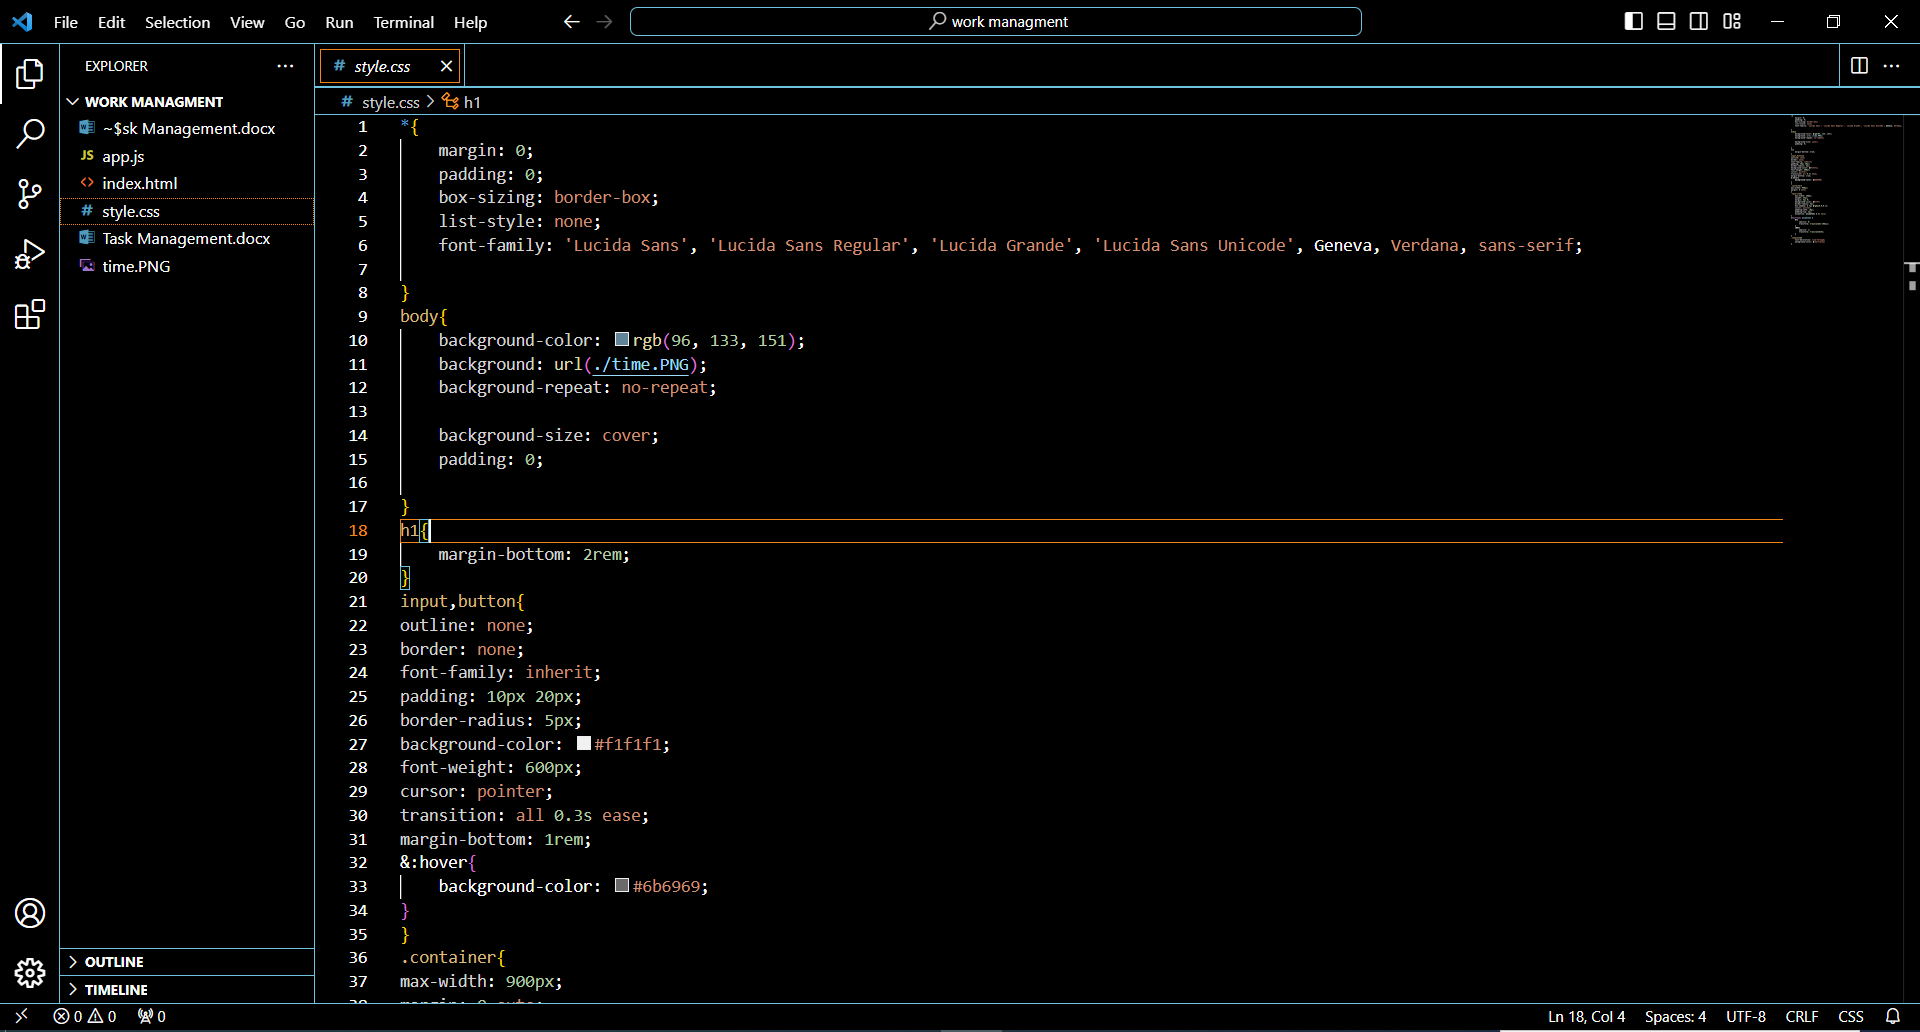 File Edit Selection View Go Run Terminal Help
work managment
EXPLORER
WORK MANAGMENT
~$sk Management.docx
JS app.js
<> index.html
# style.css
Task Management.docx
time.PNG
OUTLINE
TIMELINE
# style.css
# style.css > h1
1 *{
2 margin: 0;
3 padding: 0;
4 box-sizing: border-box;
5 list-style: none;
6 font-family: 'Lucida Sans', 'Lucida Sans Regular', 'Lucida Grande', 'Lucida Sans Unicode', Geneva, Verdana, sans-serif;
7
8 }
9 body{
10 background-color: rgb(96, 133, 151);
11 background: url(./time.PNG);
12 background-repeat: no-repeat;
13
14 background-size: cover;
15 padding: 0;
16
17 }
18 h1{
19 margin-bottom: 2rem;
20 }
21 input,button{
22 outline: none;
23 border: none;
24 font-family: inherit;
25 padding: 10px 20px;
26 border-radius: 5px;
27 background-color: #f1f1f1;
28 font-weight: 600px;
29 cursor: pointer;
30 transition: all 0.3s ease;
31 margin-bottom: 1rem;
32 &:hover{
33 background-color: #6b6969;
34 }
35 }
36 .container{
37 max-width: 900px;
0 0 0
Ln 18, Col 4 Spaces: 4 UTF-8 CRLF CSS